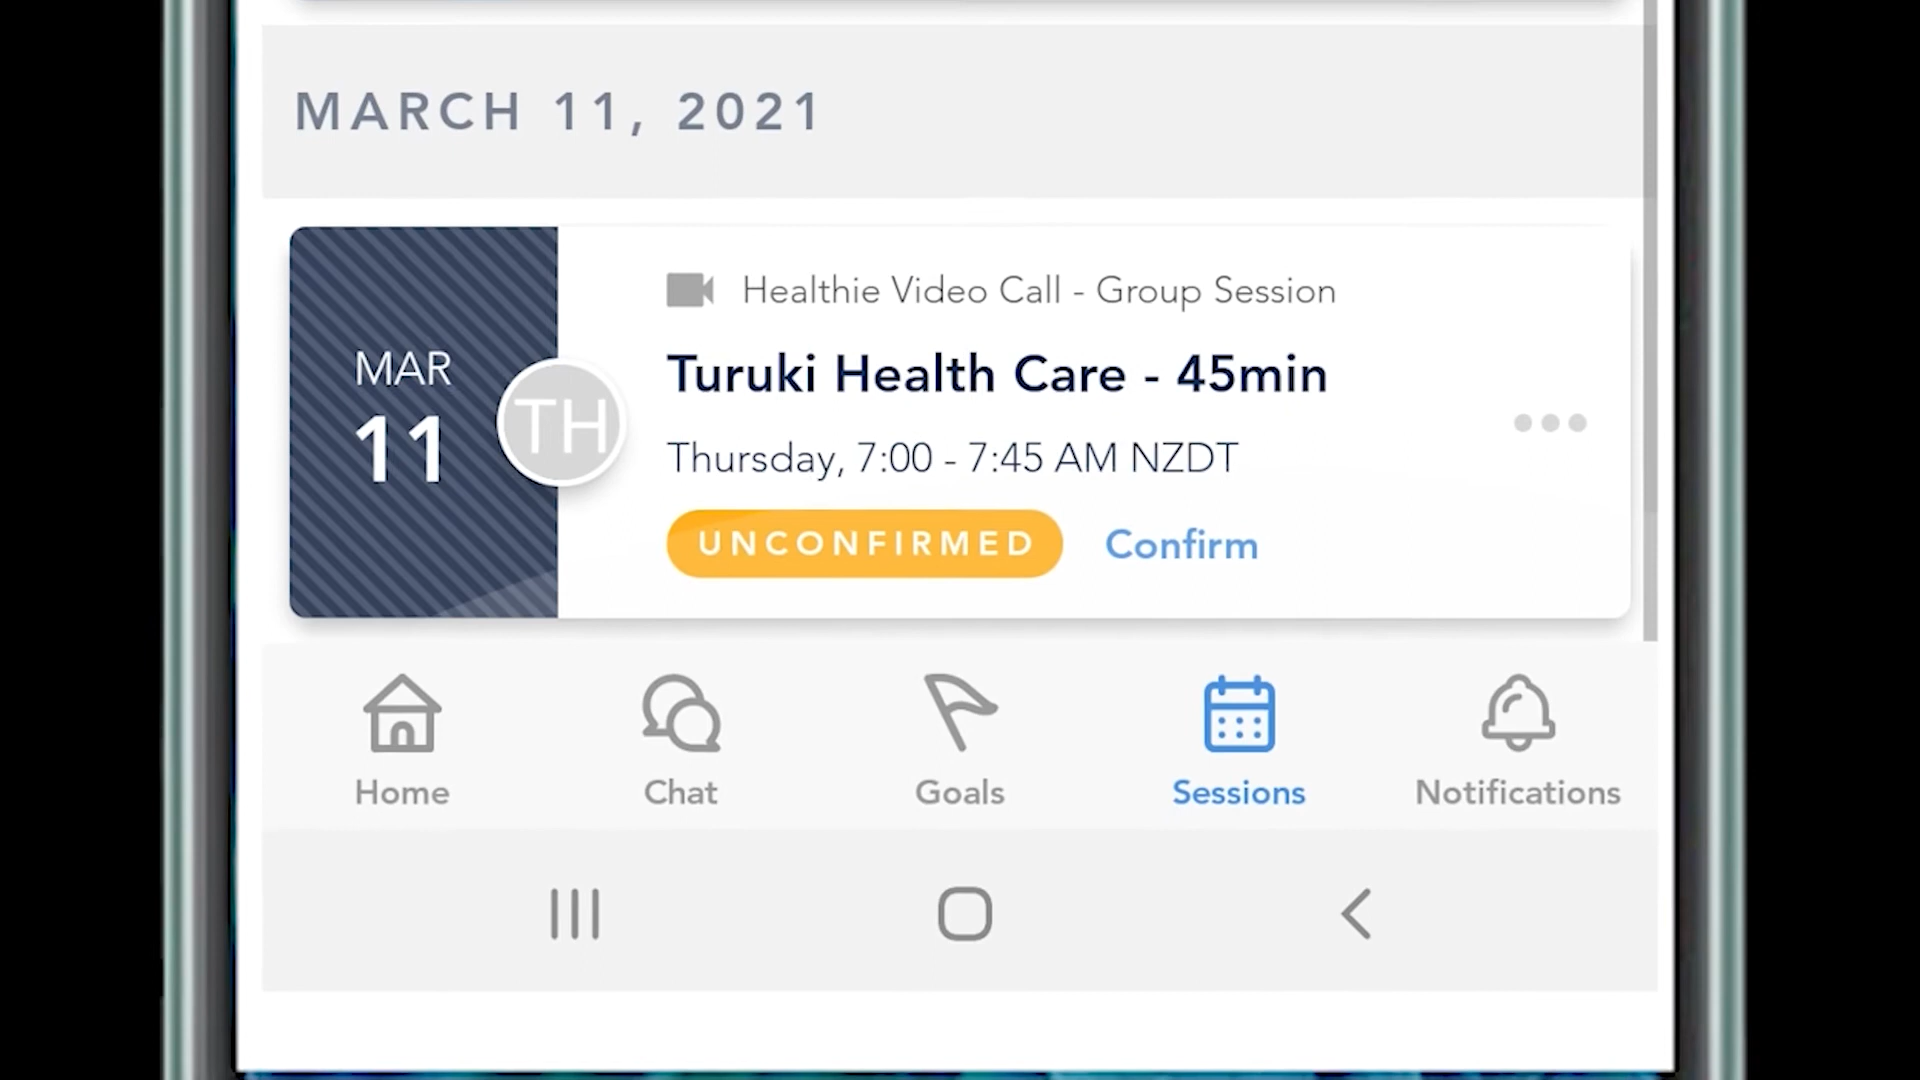 MARCH 11, 2021
MAR
11
TH
Healthie Video Call - Group Session
Turuki Health Care - 45min
Thursday, 7:00 - 7:45 AM NZDT
UNCONFIRMED Confirm
Home Chat Goals Sessions Notifications